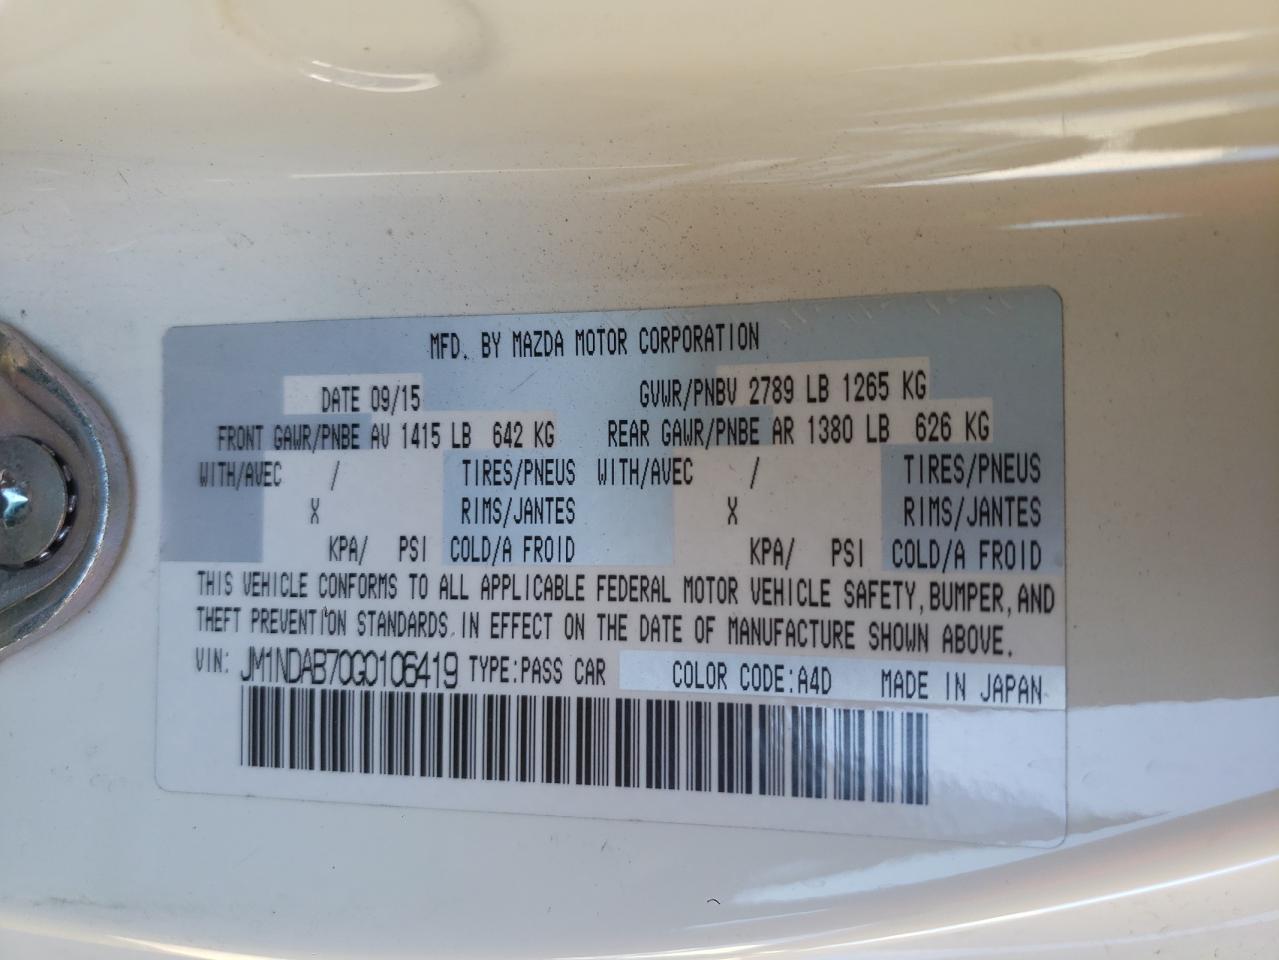 MFD. BY MAZDA MOTOR CORPORATION
DATE 09/15 GVWR/PNBV 2789 LB 1265 KG
FRONT GAWR/PNBE AV 1415 LB 642 KG REAR GAWR/PNBE AR 1380 LB 626 KG
WITH/AVEC / TIRES/PNEUS WITH/AVEC / TIRES/PNEUS
X RIMS/JANTES X RIMS/JANTES
KPA/ PSI COLD/A FROID KPA/ PSI COLD/A FROID
THIS VEHICLE CONFORMS TO ALL APPLICABLE FEDERAL MOTOR VEHICLE SAFETY, BUMPER, AND
THEFT PREVENTION STANDARDS IN EFFECT ON THE DATE OF MANUFACTURE SHOWN ABOVE.
VIN: JM1NDAB70G0106419 TYPE:PASS CAR COLOR CODE:A4D MADE IN JAPAN